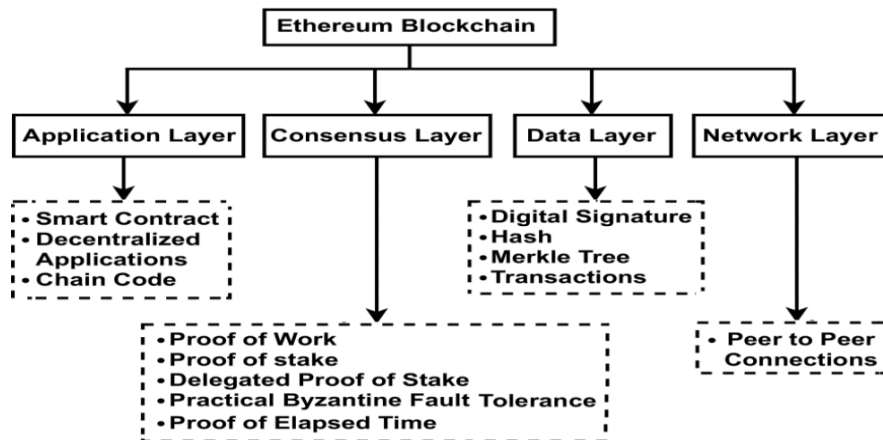 Ethereum Blockchain
Application Layer
Consensus Layer
Data Layer
Network Layer
• Smart Contract
• Decentralized
Applications
• Chain Code
• Digital Signature
• Hash
• Merkle Tree
• Transactions
• Proof of Work
• Proof of stake
• Delegated Proof of Stake
• Practical Byzantine Fault Tolerance
• Proof of Elapsed Time
• Peer to Peer
Connections